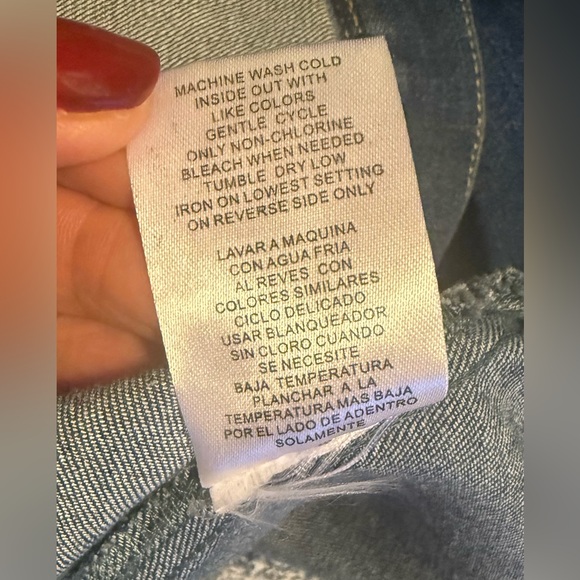 MACHINE WASH COLD
INSIDE OUT WITH
LIKE COLORS
GENTLE CYCLE
ONLY NON-CHLORINE
BLEACH WHEN NEEDED
TUMBLE DRY LOW
IRON ON LOWEST SETTING
ON REVERSE SIDE ONLY
LAVAR A MAQUINA
CON AGUA FRIA
AL REVES CON
COLORES SIMILARES
CICLO DELICADO
USAR BLANQUEADOR
SIN CLORO CUANDO
SE NECESITE
BAJA TEMPERATURA
PLANCHAR A LA
TEMPERATURA MAS BAJA
POR EL LADO DE ADENTRO
SOLAMENTE